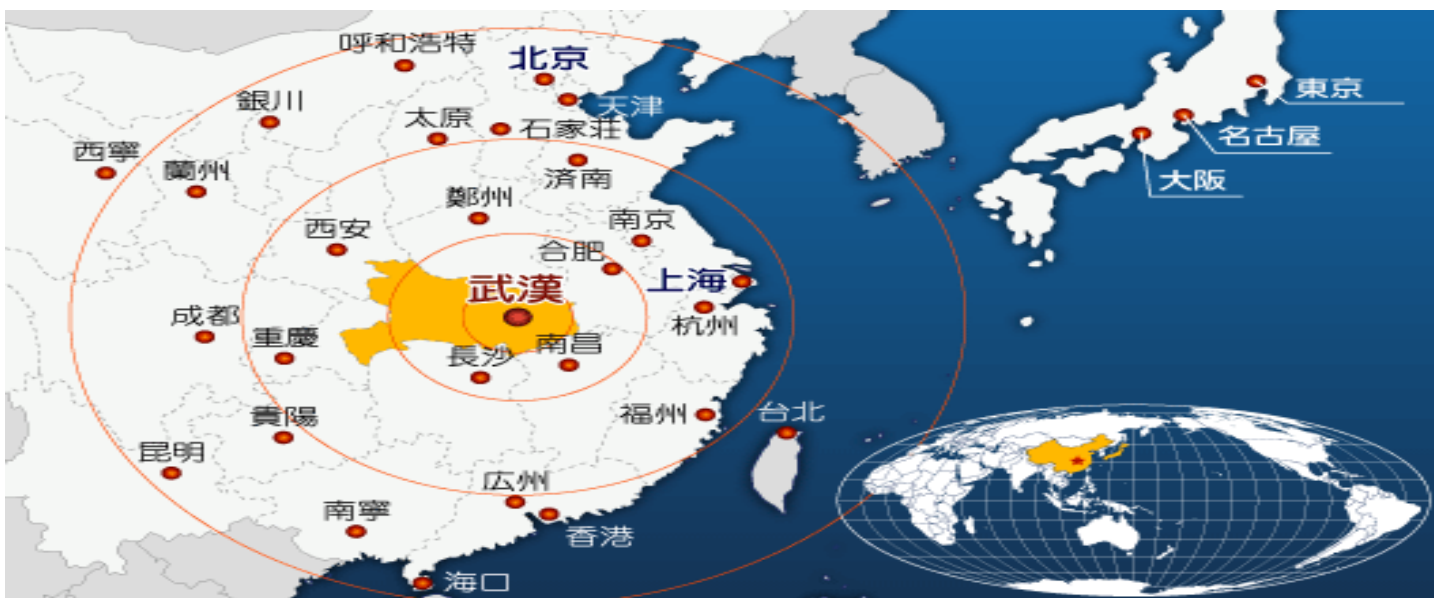 呼和浩特
北京
東京
天津
銀川
太原
石家荘
名古屋
西寧
蘭州
済南
大阪
鄭州
南京
西安
合肥
上海
武漢
成都
杭州
重慶
長沙
南昌
貴陽
福州
台北
昆明
広州
南寧
香港
海口